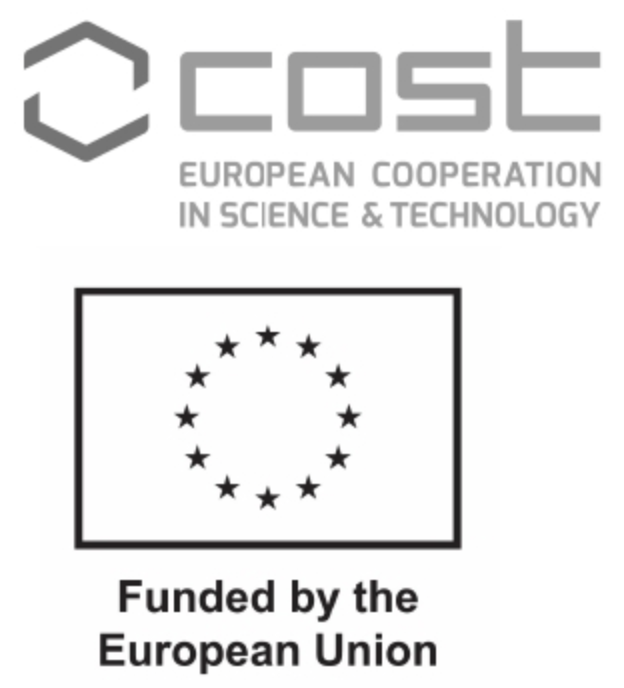 cost
EUROPEAN COOPERATION
IN SCIENCE & TECHNOLOGY
Funded by the
European Union